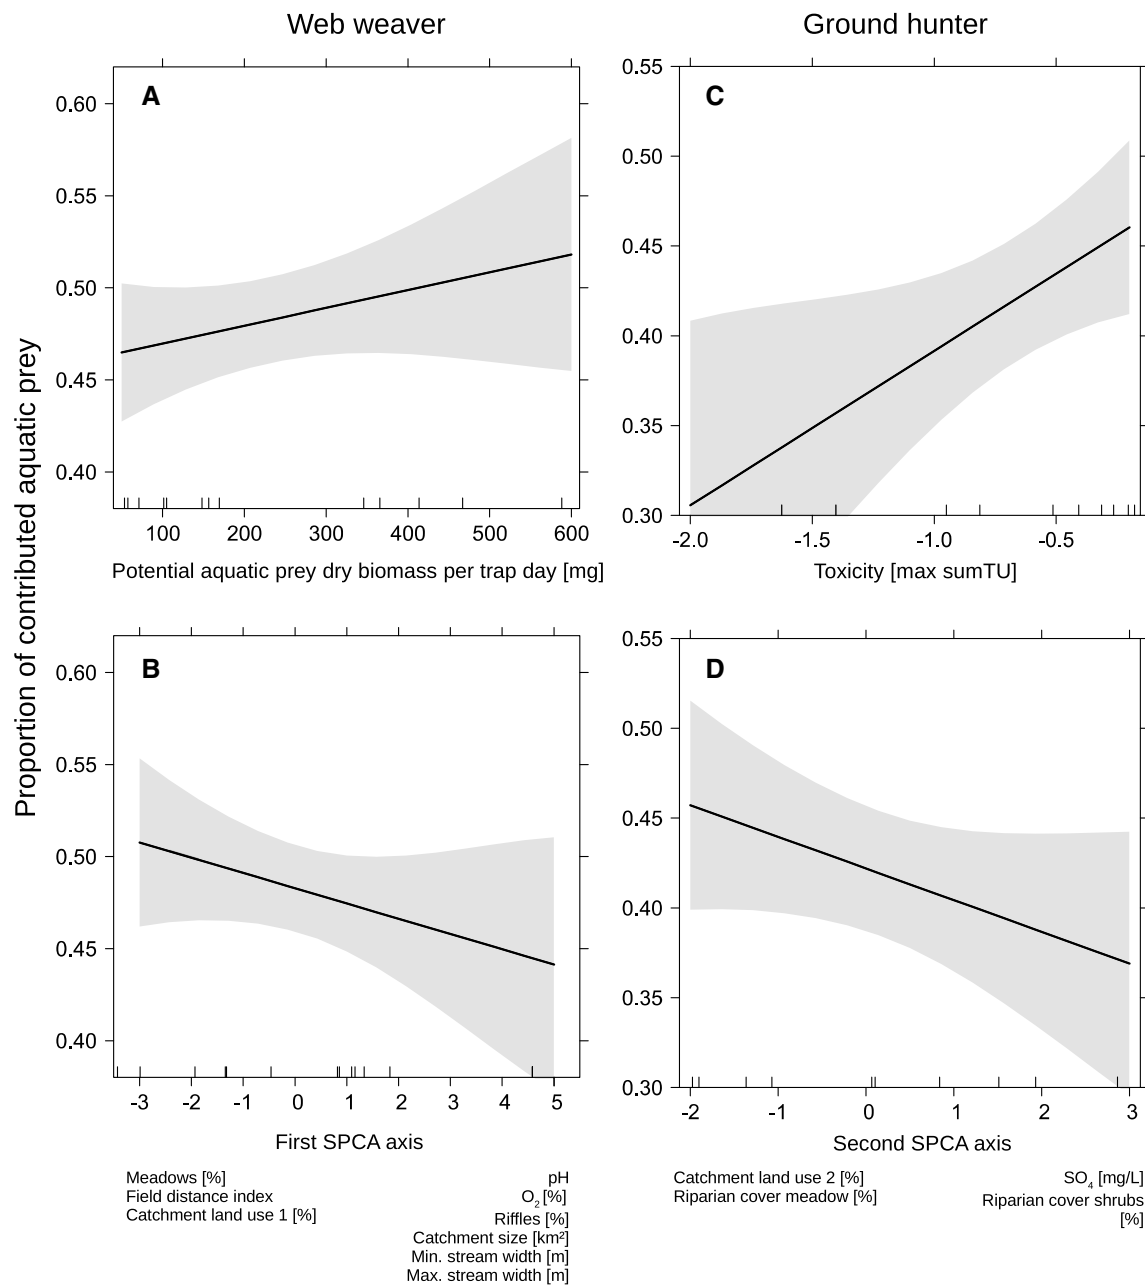 Web weaver
Ground hunter
Proportion of contributed aquatic prey
A
0.60
0.55
0.50
0.45
0.40
100 200 300 400 500 600
Potential aquatic prey dry biomass per trap day [mg]
C
0.55
0.50
0.45
0.40
0.35
0.30
-2.0 -1.5 -1.0 -0.5
Toxicity [max sumTU]
B
0.60
0.55
0.50
0.45
0.40
-3 -2 -1 0 1 2 3 4 5
First SPCA axis
Meadows [%]
Field distance index
Catchment land use 1 [%]
pH
O₂ [%]
Riffles [%]
Catchment size [km²]
Min. stream width [m]
Max. stream width [m]
D
0.55
0.50
0.45
0.40
0.35
0.30
-2 -1 0 1 2 3
Second SPCA axis
Catchment land use 2 [%]
Riparian cover meadow [%]
SO₄ [mg/L]
Riparian cover shrubs
[%]